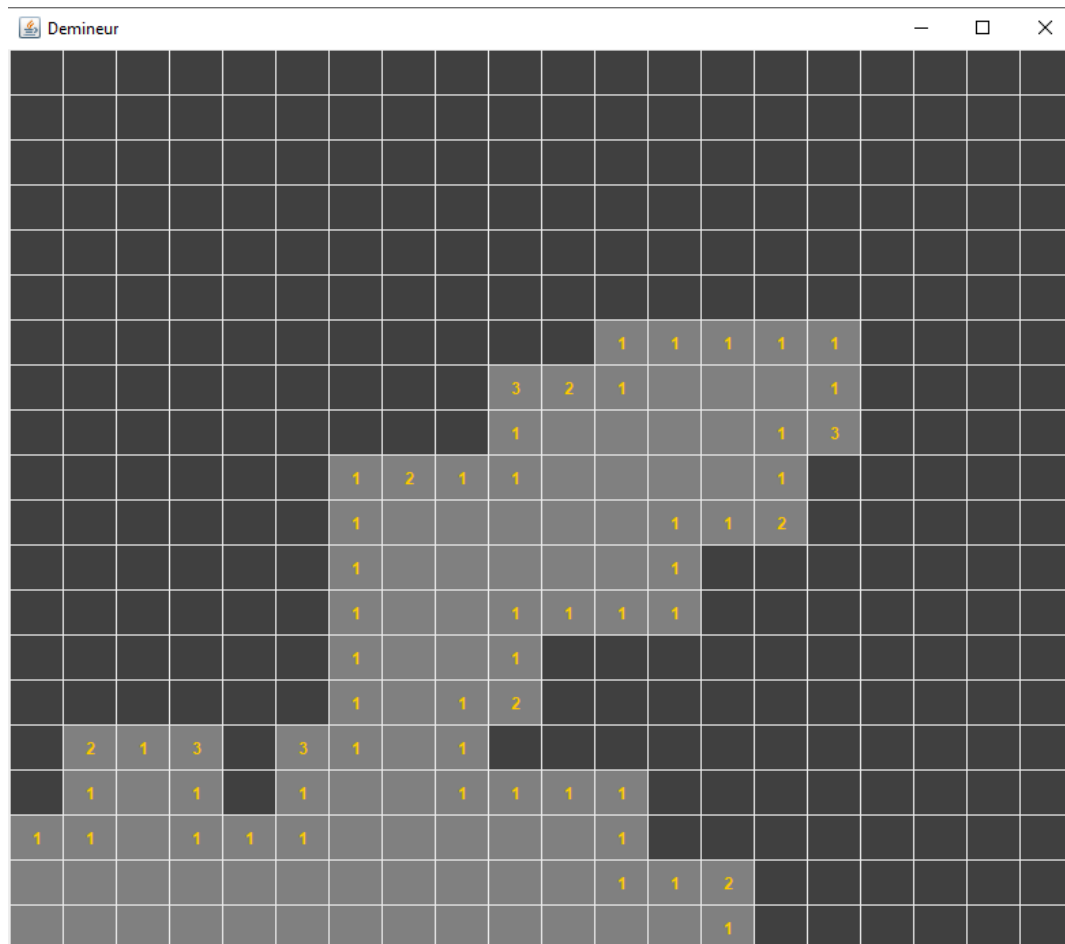 Demineur
1 1 1 1 1
3 2 1 1
1 1 3
1 2 1 1 1
1 1 1 2
1 1
1 1 1 1 1
1 1
1 1 2
2 1 3 3 1 1
1 1 1 1 1 1 1
1 1 1 1 1 1
1 1 2
1